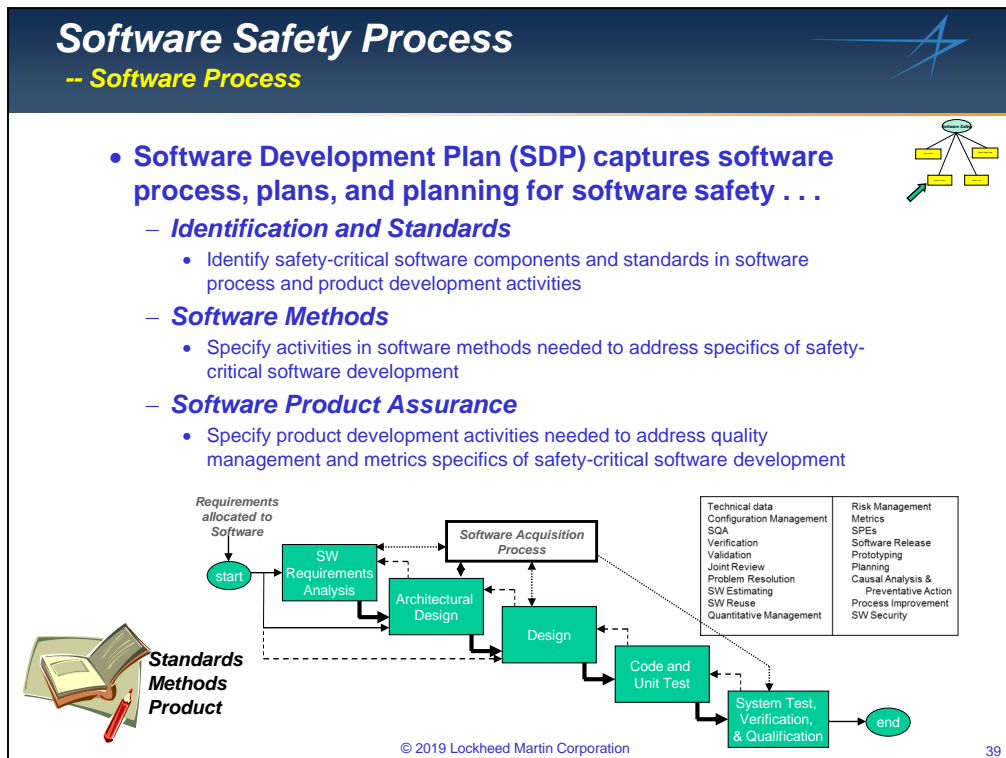 Software Safety Process
-- Software Process
Software Safety
• Software Development Plan (SDP) captures software
process, plans, and planning for software safety . . .
– Identification and Standards
• Identify safety-critical software components and standards in software
process and product development activities
– Software Methods
• Specify activities in software methods needed to address specifics of safety-
critical software development
– Software Product Assurance
• Specify product development activities needed to address quality
management and metrics specifics of safety-critical software development
Requirements
allocated to
Software
start
SW
Requirements
Analysis
Software Acquisition
Process
Architectural
Design
Design
Code and
Unit Test
System Test,
Verification,
& Qualification
end
Technical data
Configuration Management
SQA
Verification
Validation
Joint Review
Problem Resolution
SW Estimating
SW Reuse
Quantitative Management
Risk Management
Metrics
SPEs
Software Release
Prototyping
Planning
Causal Analysis &
Preventative Action
Process Improvement
SW Security
Standards
Methods
Product
© 2019 Lockheed Martin Corporation
39